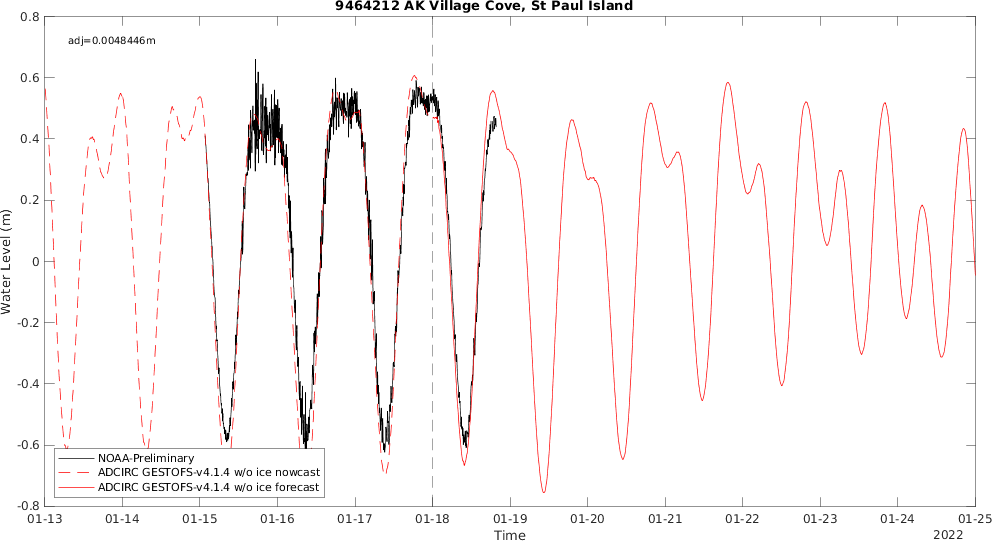 9464212 AK Village Cove, St Paul Island
0.8
adj=0.0048446m
0.6
0.4
0.2
0
-0.2
-0.4
-0.6
-0.8
Water Level (m)
NOAA-Preliminary
ADCIRC GESTOFS-v4.1.4 w/o ice nowcast
ADCIRC GESTOFS-v4.1.4 w/o ice forecast
01-13 01-14 01-15 01-16 01-17 01-18 01-19 01-20 01-21 01-22 01-23 01-24 01-25
Time
2022